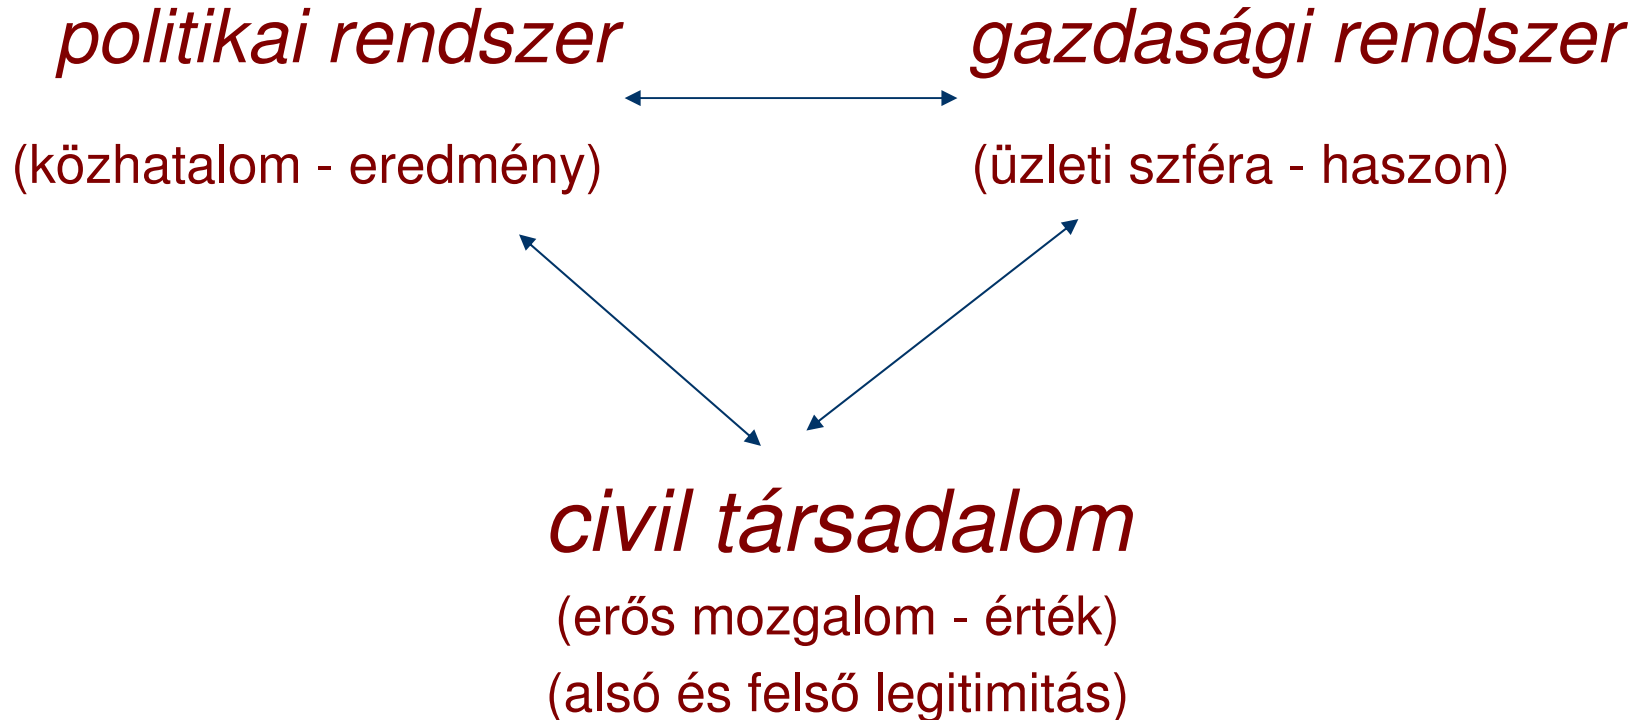 politikai rendszer
gazdasági rendszer
(közhatalom - eredmény)
(üzleti szféra - haszon)
civil társadalom
(erős mozgalom - érték)
(alsó és felső legitimitás)